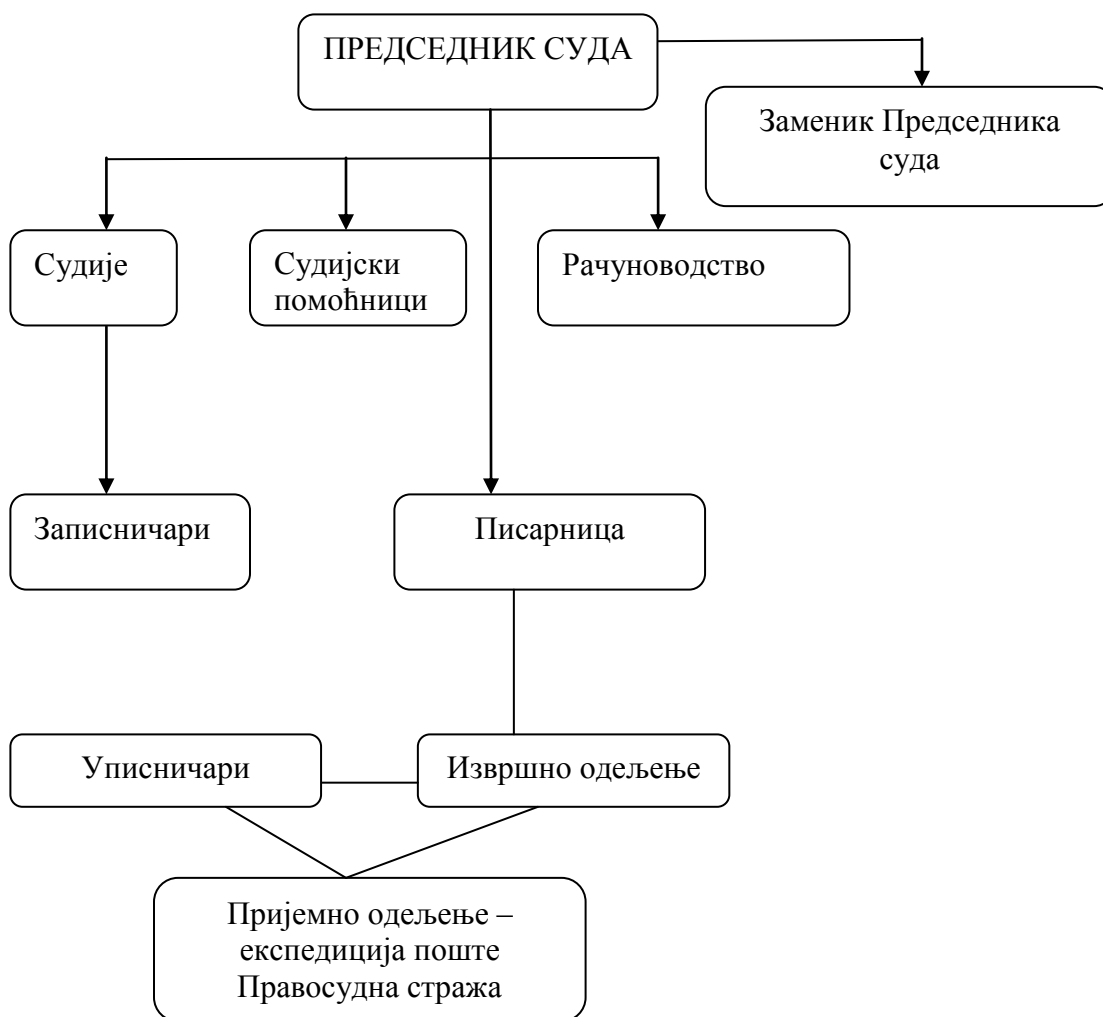 ПРЕДСЕДНИК СУДА
Заменик Председника
суда
Судије
Судијски
помоћници
Рачуноводство
Записничари
Писарница
Уписничари
Извршно одељење
Пријемно одељење –
експедиција поште
Правосудна стража